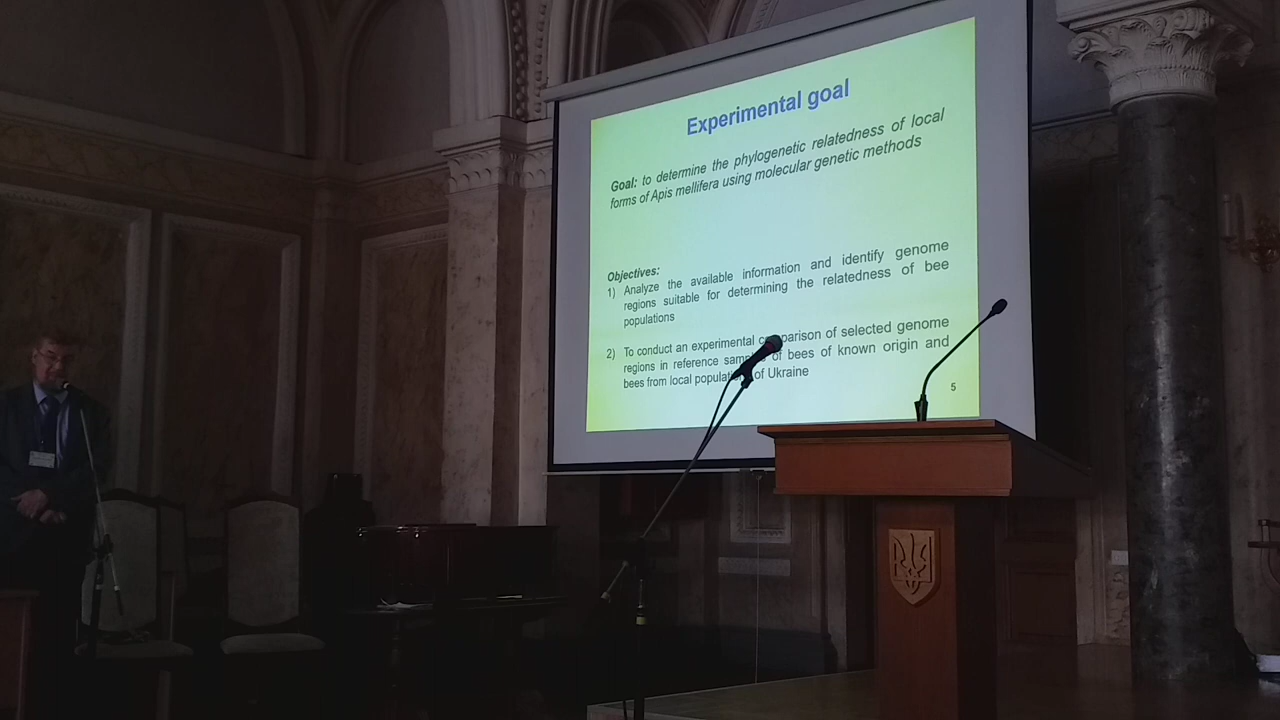 Experimental goal
Goal: to determine the phylogenetic relatedness of local
forms of Apis mellifera using molecular genetic methods
Objectives:
1) Analyze the available information and identify genome
regions suitable for determining the relatedness of bee
populations
2) To conduct an experimental comparison of selected genome
regions in reference samples of bees of known origin and
bees from local populations of Ukraine
5